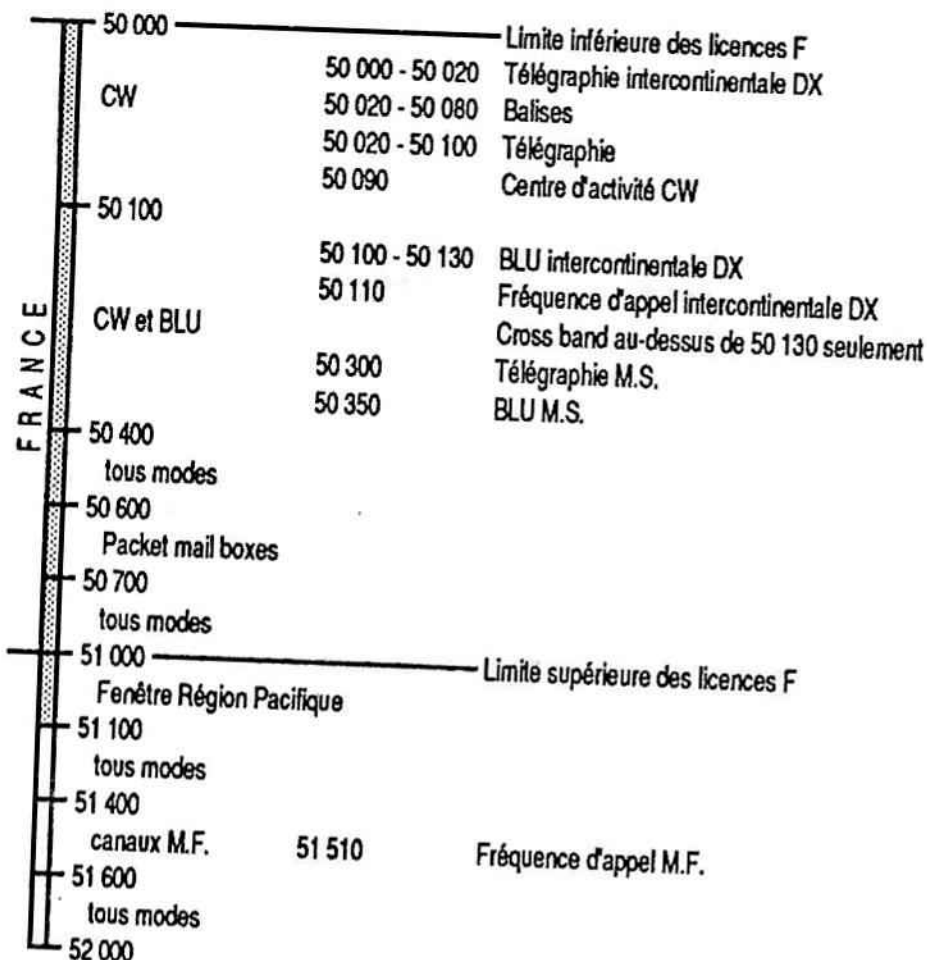 50 000 Limite inférieure des licences F
50 000 - 50 020 Télégraphie intercontinentale DX
CW
50 020 - 50 080 Balises
50 020 - 50 100 Télégraphie
50 090 Centre d'activité CW
50 100
50 100 - 50 130 BLU intercontinentale DX
50 110 Fréquence d'appel intercontinentale DX
FRANCE
CW et BLU
Cross band au-dessus de 50 130 seulement
50 300 Télégraphie M.S.
50 350 BLU M.S.
50 400
tous modes
50 600
Packet mail boxes
50 700
tous modes
51 000 Limite supérieure des licences F
Fenêtre Région Pacifique
51 100
tous modes
51 400
canaux M.F. 51 510 Fréquence d'appel M.F.
51 600
tous modes
52 000